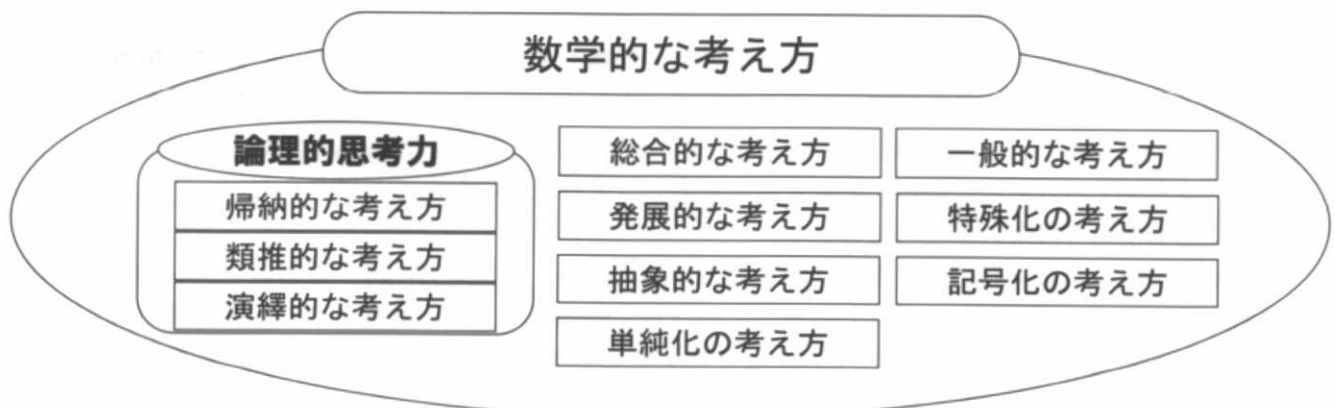 数学的な考え方
論理的思考力
帰納的な考え方
類推的な考え方
演繹的な考え方
総合的な考え方
発展的な考え方
抽象的な考え方
単純化の考え方
一般的な考え方
特殊化の考え方
記号化の考え方